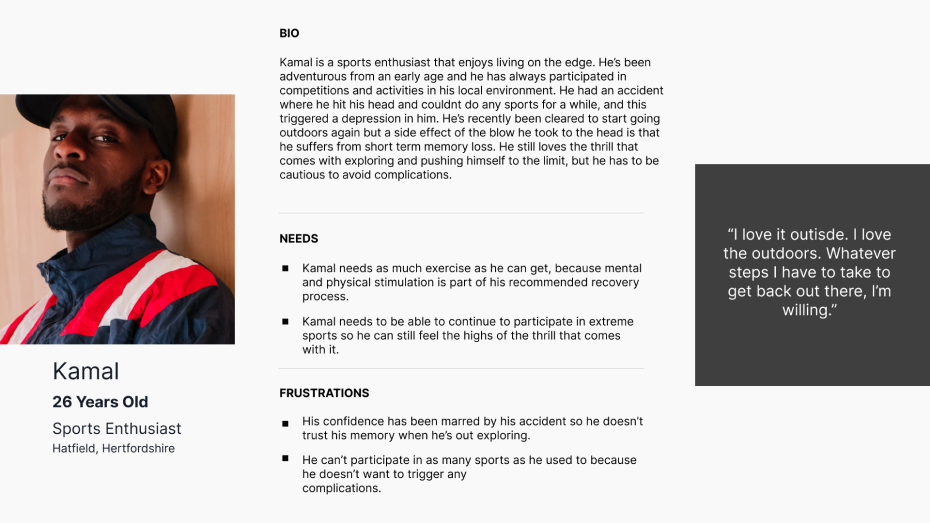 BIO
Kamal is a sports enthusiast that enjoys living on the edge. He’s been
adventurous from an early age and he has always participated in
competitions and activities in his local environment. He had an accident
where he hit his head and couldnt do any sports for a while, and this
triggered a depression in him. He’s recently been cleared to start going
outdoors again but a side effect of the blow he took to the head is that
he suffers from short term memory loss. He still loves the thrill that
comes with exploring and pushing himself to the limit, but he has to be
cautious to avoid complications.
NEEDS
Kamal needs as much exercise as he can get, because mental
and physical stimulation is part of his recommended recovery
process.
Kamal needs to be able to continue to participate in extreme
sports so he can still feel the highs of the thrill that comes
with it.
FRUSTRATIONS
His confidence has been marred by his accident so he doesn’t
trust his memory when he’s out exploring.
He can’t participate in as many sports as he used to because
he doesn’t want to trigger any
complications.
Kamal
26 Years Old
Sports Enthusiast
Hatfield, Hertfordshire
“I love it outisde. I love
the outdoors. Whatever
steps I have to take to
get back out there, I’m
willing.”